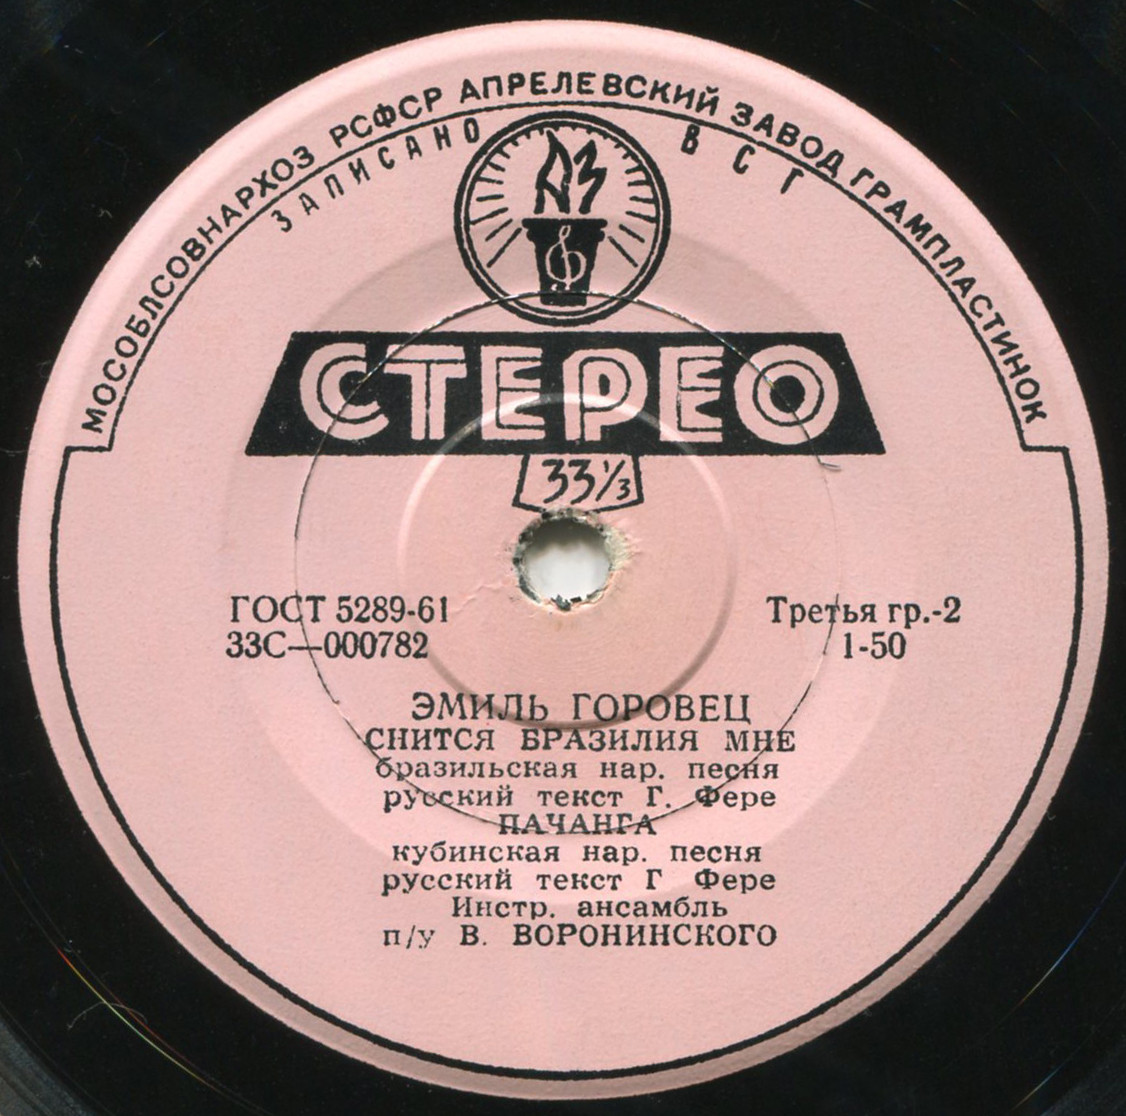 МОСОБЛСОВНАРХОЗ РСФСР АПРЕЛЕВСКИЙ ЗАВОД ГРАМПЛАСТИНОК
ЗАПИСАНО В С Г
АЗ
СТЕРЕО
33⅓
ГОСТ 5289-61
33С—000782
Третья гр.-2
1-50
ЭМИЛЬ ГОРОВЕЦ
СНИТСЯ БРАЗИЛИЯ МНЕ
бразильская нар. песня
русский текст Г. Фере
ПАЧАНГА
кубинская нар. песня
русский текст Г Фере
Инстр. ансамбль
п/у В. ВОРОНИНСКОГО